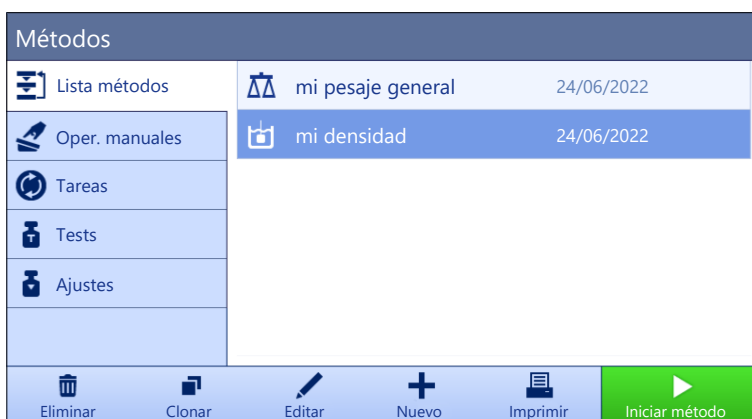 Métodos
Lista métodos
mi pesaje general 24/06/2022
Oper. manuales
mi densidad 24/06/2022
Tareas
Tests
Ajustes
Eliminar Clonar Editar Nuevo Imprimir Iniciar método